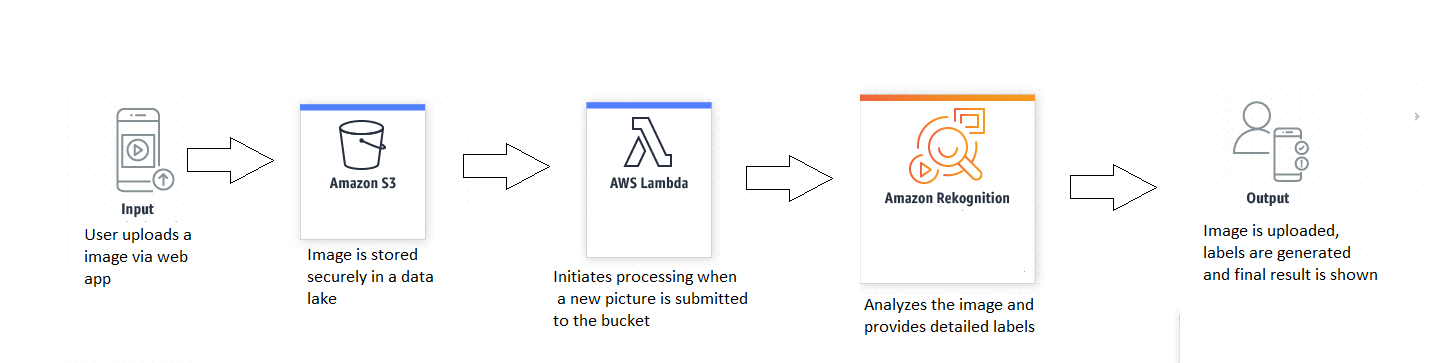 Input
User uploads a
image via web
app
Amazon S3
Image is stored
securely in a data
lake
AWS Lambda
Initiates processing when
a new picture is submitted
to the bucket
Amazon Rekognition
Analyzes the image and
provides detailed labels
Output
Image is uploaded,
labels are generated
and final result is shown